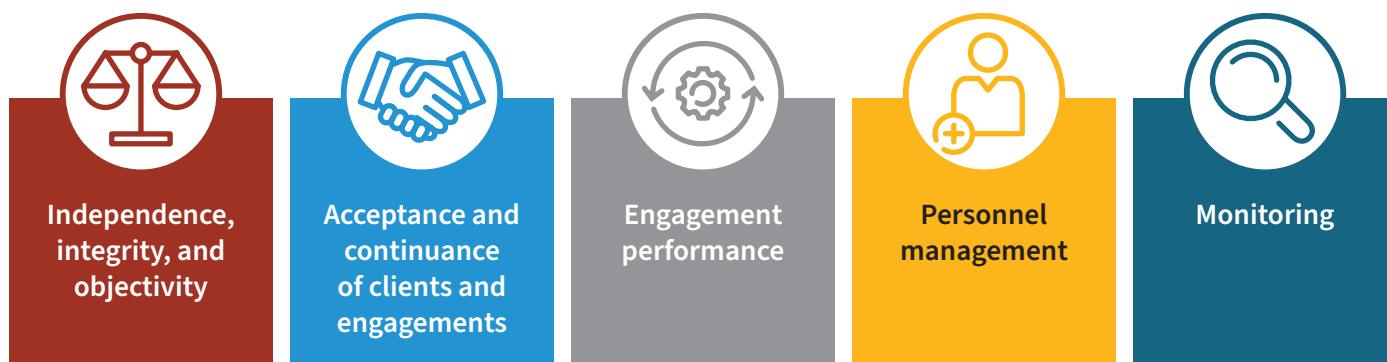 Independence,
integrity, and
objectivity
Acceptance and
continuance
of clients and
engagements
Engagement
performance
Personnel
management
Monitoring